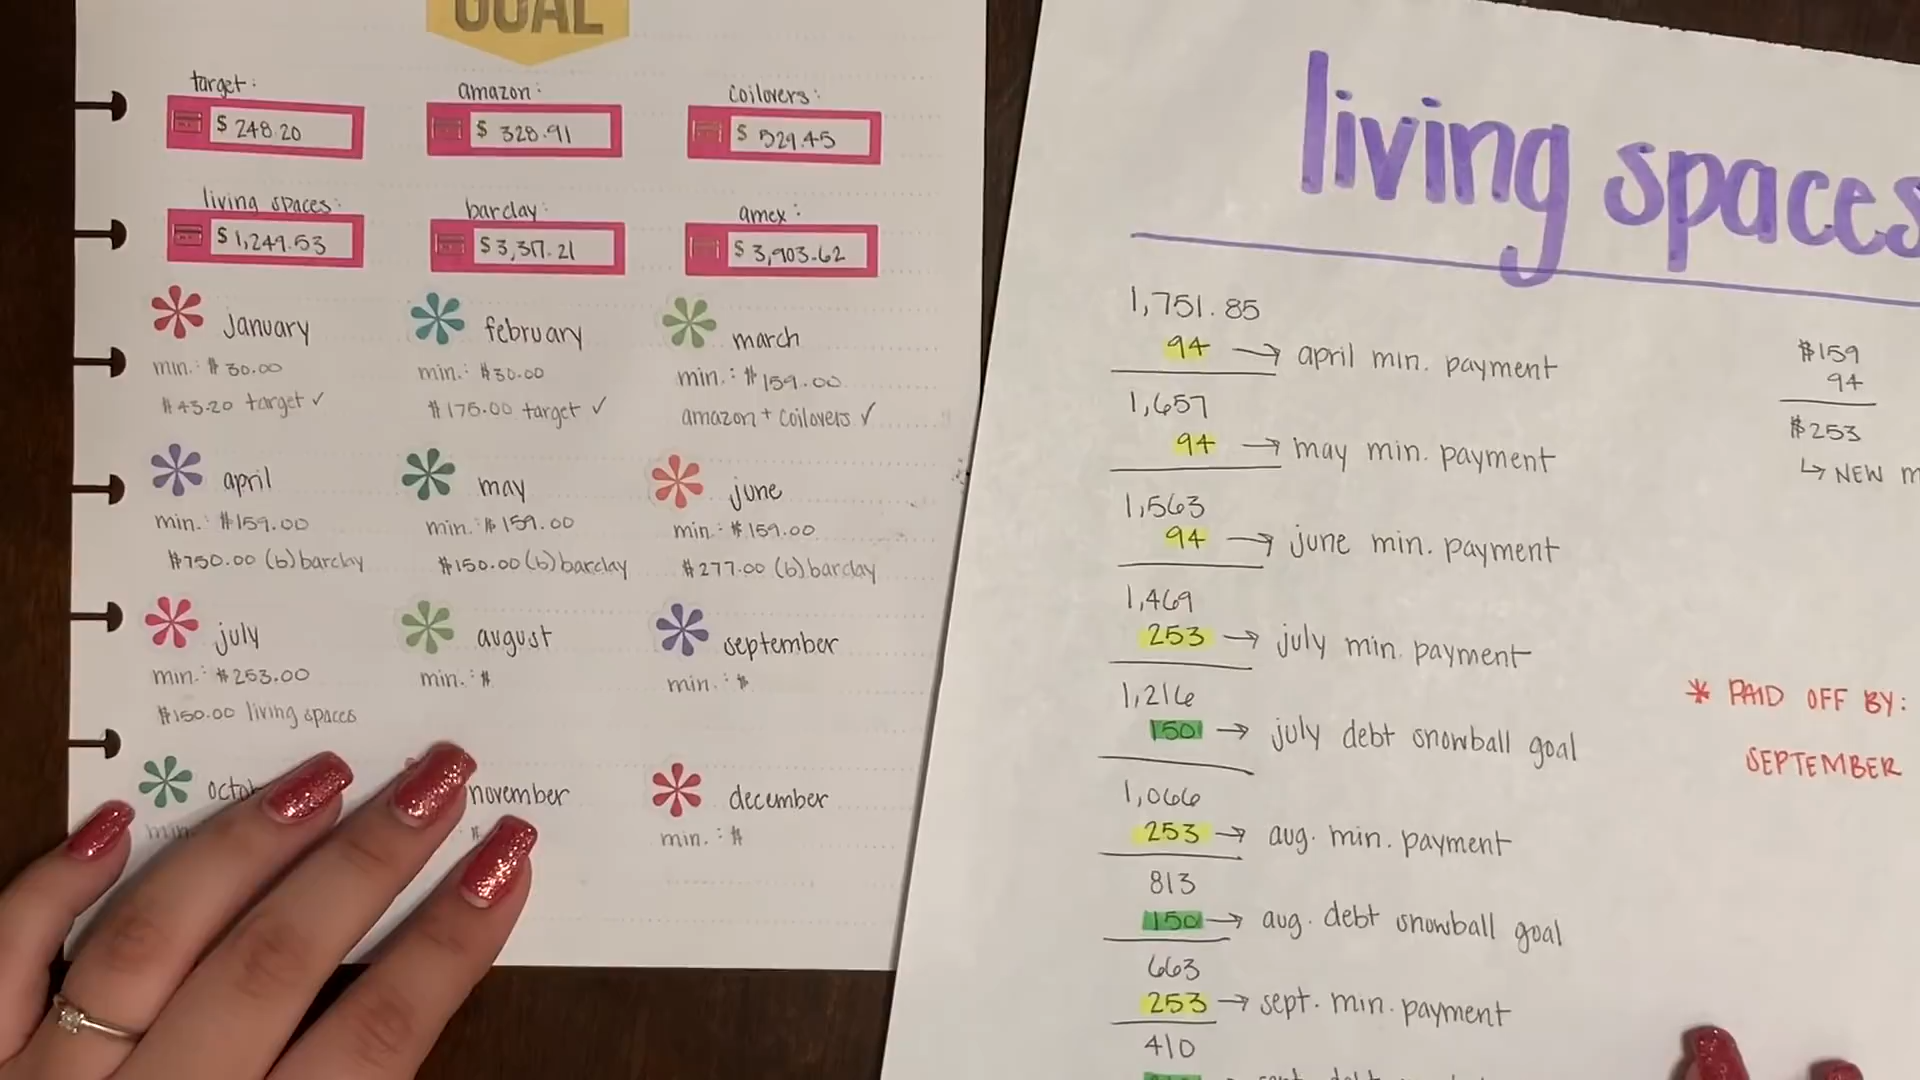 GOAL
target:
$ 248.20
amazon:
$ 328.91
coilovers:
$ 529.45
living spaces:
$ 1,249.53
barclay:
$ 3,317.21
amex:
$ 3,903.62
january
min.: $30.00
$43.20 target ✓
february
min.: $30.00
$175.00 target ✓
march
min.: $159.00
amazon + coilovers ✓
april
min.: $159.00
$750.00 (b) barclay
may
min.: $159.00
$150.00 (b) barclay
june
min.: $159.00
$277.00 (b) barclay
july
min.: $253.00
$150.00 living spaces
august
min.: $
september
min.: $
octo
min
november
$
december
min.: $
living spaces
1,751.85
94 → april min. payment
1,657
94 → may min. payment
1,563
94 → june min. payment
1,469
253 → july min. payment
1,216
150 → july debt snowball goal
1,066
253 → aug. min. payment
813
150 → aug. debt snowball goal
663
253 → sept. min. payment
410
$159
94
$253
↳ NEW
* PAID OFF BY:
SEPTEMBER